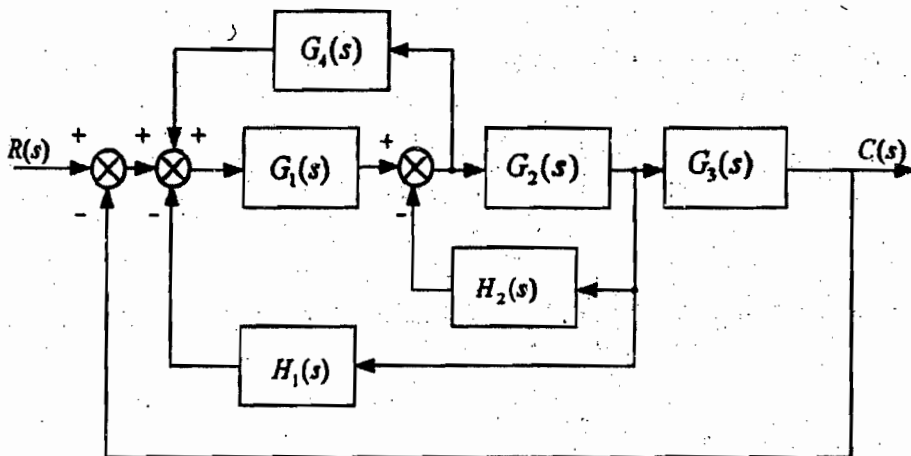 G₄(s)
+ + +
R(s)
G₁(s)
+
G₂(s)
G₃(s)
C(s)
- - -
H₂(s)
H₁(s)